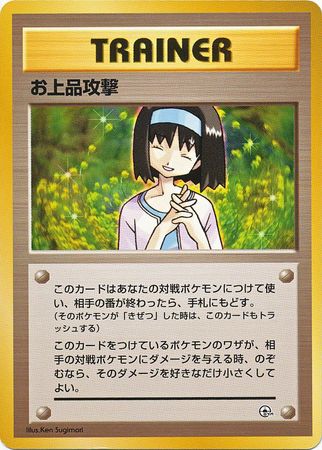 TRAINER
お上品攻撃
このカードはあなたの対戦ポケモンにつけて使
い、相手の番が終わったら、手札にもどす。
(そのポケモンが「きぜつ」した時は、このカードもト
ラッシュする)
このカードをつけているポケモンのワザが、相
手の対戦ポケモンにダメージを与える時、のぞ
むなら、そのダメージを好きなだけ小さくしてよ
い。
Illus.Ken Sugimori